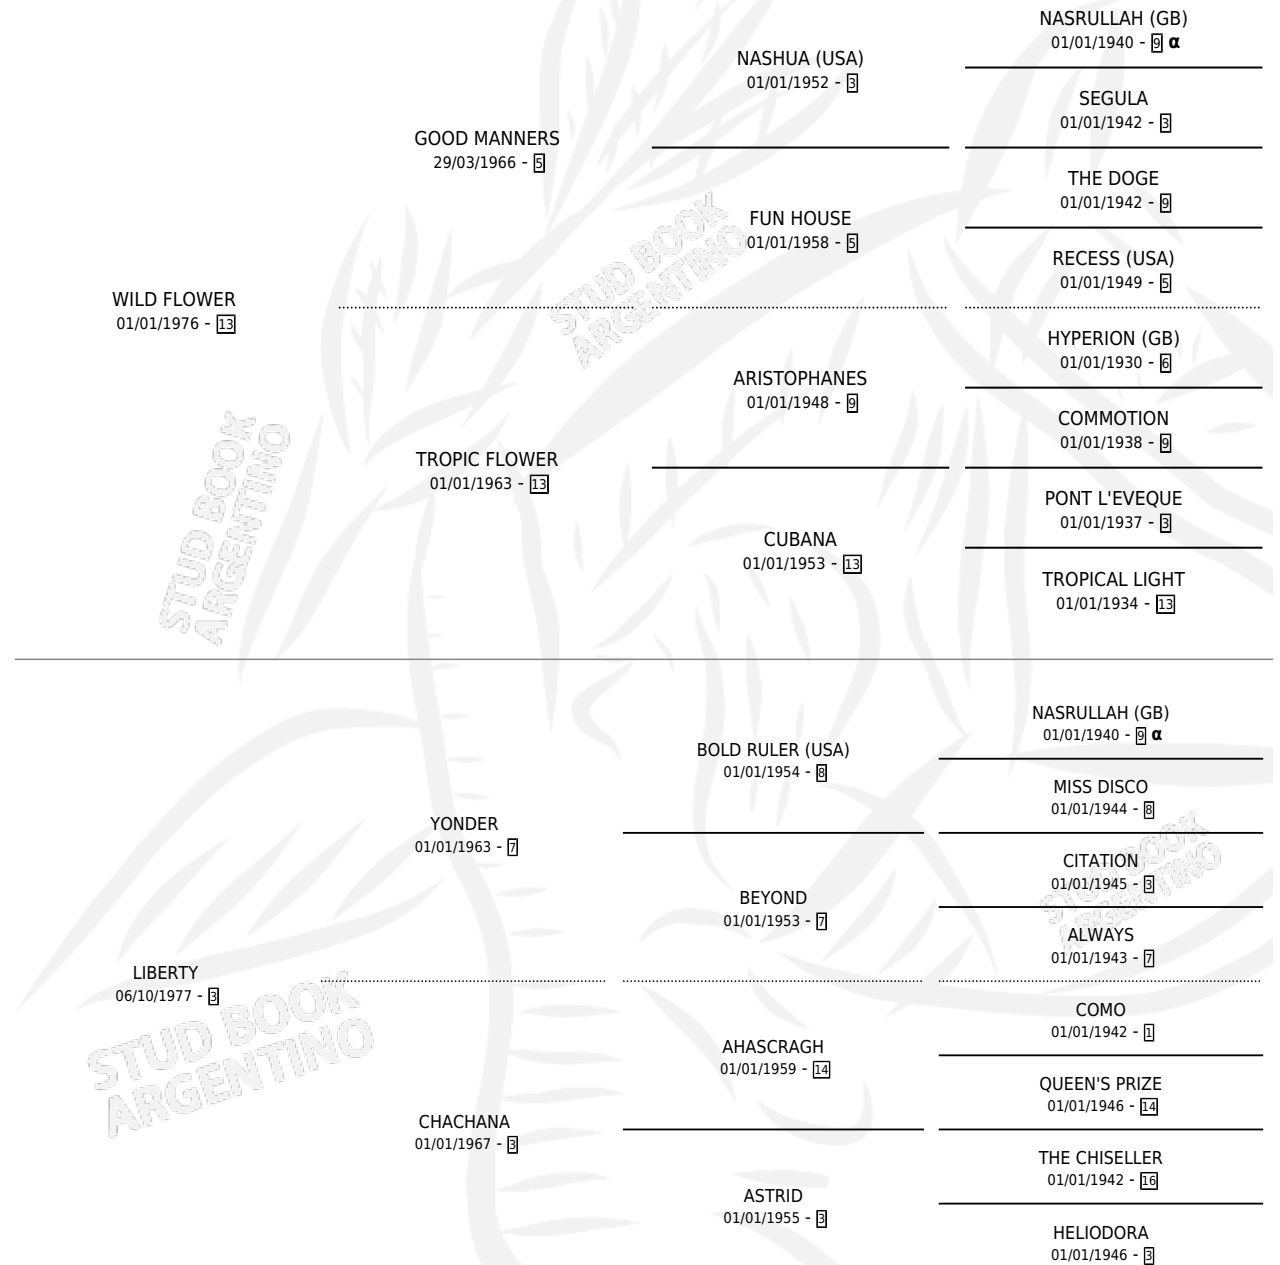 NASRULLAH (GB)
01/01/1940 - 9 α
NASHUA (USA)
01/01/1952 - 3
SEGULA
01/01/1942 - 3
GOOD MANNERS
29/03/1966 - 5
THE DOGE
01/01/1942 - 9
FUN HOUSE
01/01/1958 - 5
RECESS (USA)
01/01/1949 - 5
WILD FLOWER
01/01/1976 - 13
HYPERION (GB)
01/01/1930 - 6
ARISTOPHANES
01/01/1948 - 9
COMMOTION
01/01/1938 - 9
TROPIC FLOWER
01/01/1963 - 13
PONT L'EVEQUE
01/01/1937 - 3
CUBANA
01/01/1953 - 13
TROPICAL LIGHT
01/01/1934 - 13
STUD BOOK
ARGENTINO
STUD BOOK
ARGENTINO
NASRULLAH (GB)
01/01/1940 - 9 α
BOLD RULER (USA)
01/01/1954 - 8
MISS DISCO
01/01/1944 - 8
YONDER
01/01/1963 - 7
CITATION
01/01/1945 - 3
BEYOND
01/01/1953 - 7
ALWAYS
01/01/1943 - 7
LIBERTY
06/10/1977 - 3
COMO
01/01/1942 - 1
AHASCRAGH
01/01/1959 - 14
QUEEN'S PRIZE
01/01/1946 - 14
CHACHANA
01/01/1967 - 3
THE CHISELLER
01/01/1942 - 16
ASTRID
01/01/1955 - 3
HELIODORA
01/01/1946 - 3
STUD BOOK
ARGENTINO
STUD BOOK
ARGENTINO